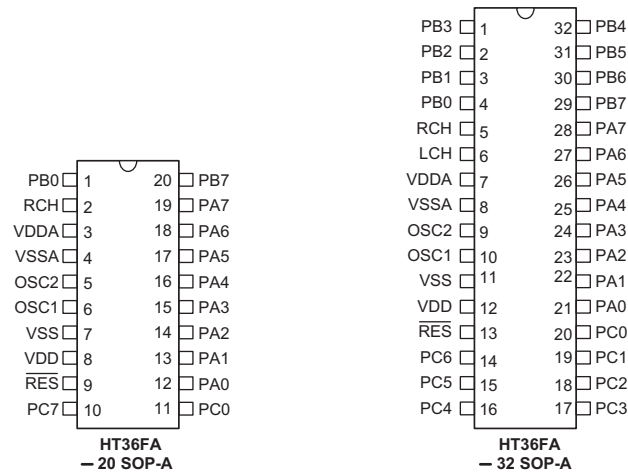 PB0 1 20 PB7
RCH 2 19 PA7
VDDA 3 18 PA6
VSSA 4 17 PA5
OSC2 5 16 PA4
OSC1 6 15 PA3
VSS 7 14 PA2
VDD 8 13 PA1
RES 9 12 PA0
PC7 10 11 PC0
HT36FA
– 20 SOP-A
PB3 1 32 PB4
PB2 2 31 PB5
PB1 3 30 PB6
PB0 4 29 PB7
RCH 5 28 PA7
LCH 6 27 PA6
VDDA 7 26 PA5
VSSA 8 25 PA4
OSC2 9 24 PA3
OSC1 10 23 PA2
VSS 11 22 PA1
VDD 12 21 PA0
RES 13 20 PC0
PC6 14 19 PC1
PC5 15 18 PC2
PC4 16 17 PC3
HT36FA
– 32 SOP-A